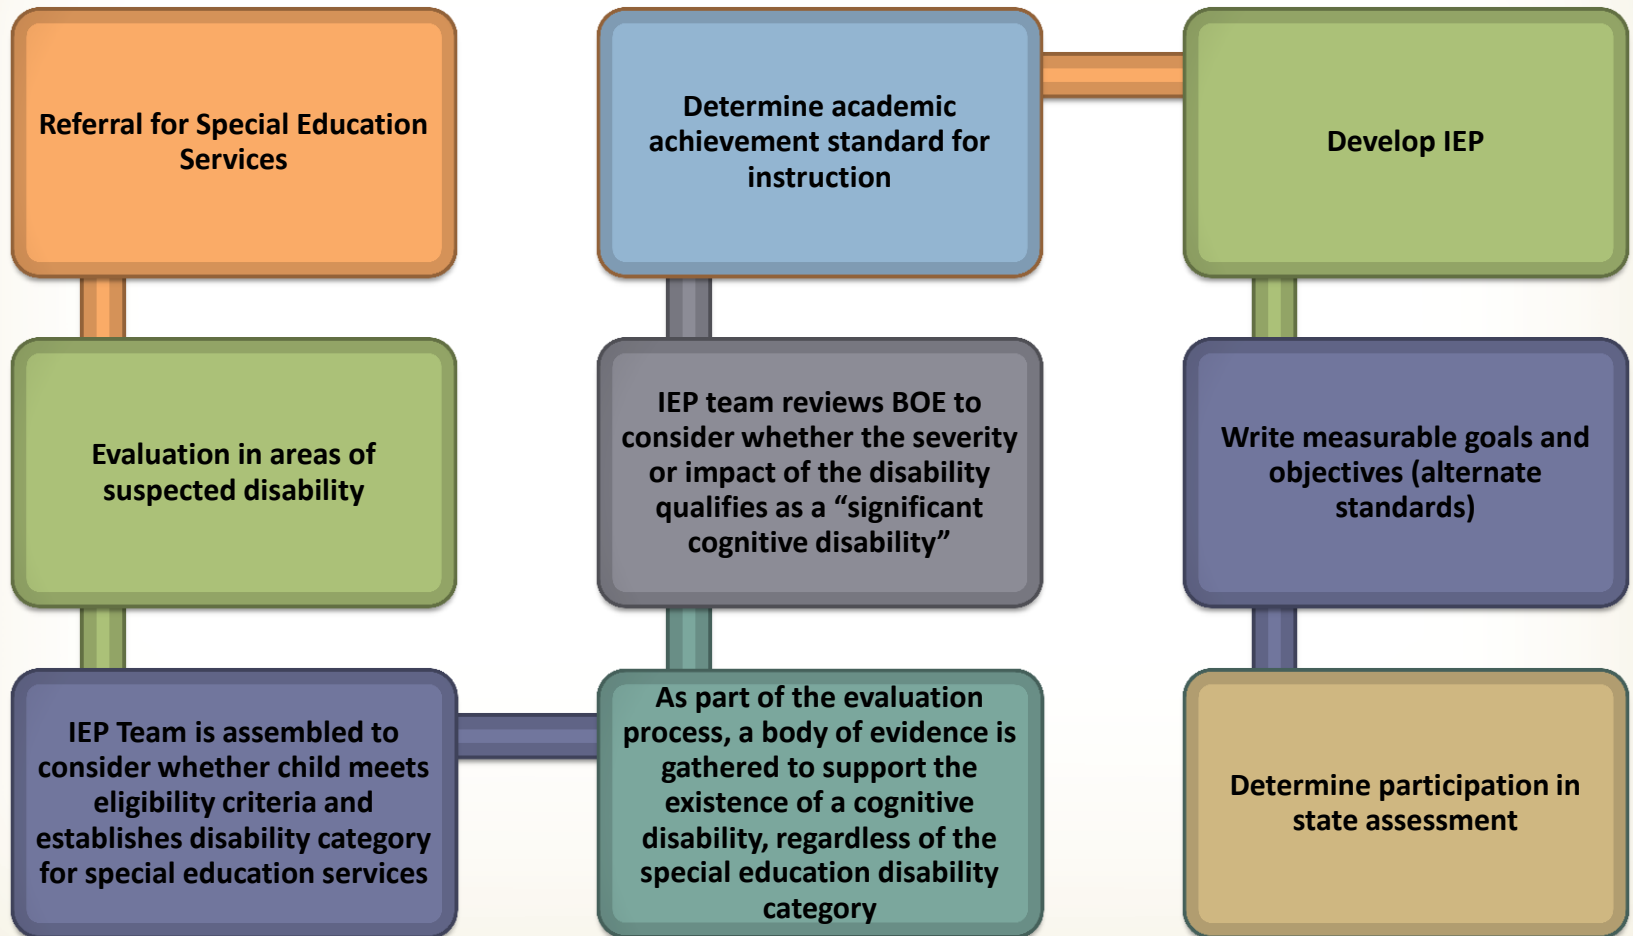 Referral for Special Education
Services
Evaluation in areas of
suspected disability
IEP Team is assembled to
consider whether child meets
eligibility criteria and
establishes disability category
for special education services
As part of the evaluation
process, a body of evidence is
gathered to support the
existence of a cognitive
disability, regardless of the
special education disability
category
IEP team reviews BOE to
consider whether the severity
or impact of the disability
qualifies as a “significant
cognitive disability”
Determine academic
achievement standard for
instruction
Develop IEP
Write measurable goals and
objectives (alternate
standards)
Determine participation in
state assessment